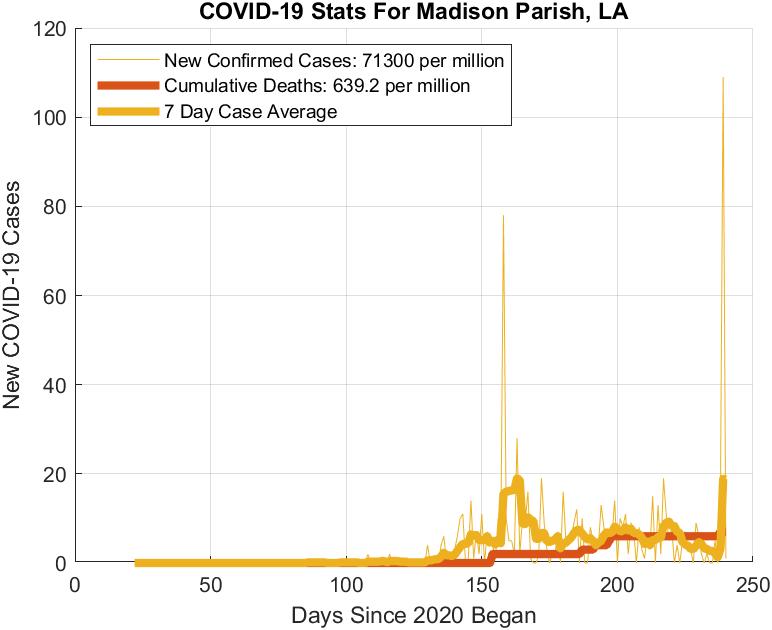 COVID-19 Stats For Madison Parish, LA
New Confirmed Cases: 71300 per million
Cumulative Deaths: 639.2 per million
7 Day Case Average
New COVID-19 Cases
120
100
80
60
40
20
0
0 50 100 150 200 250
Days Since 2020 Began